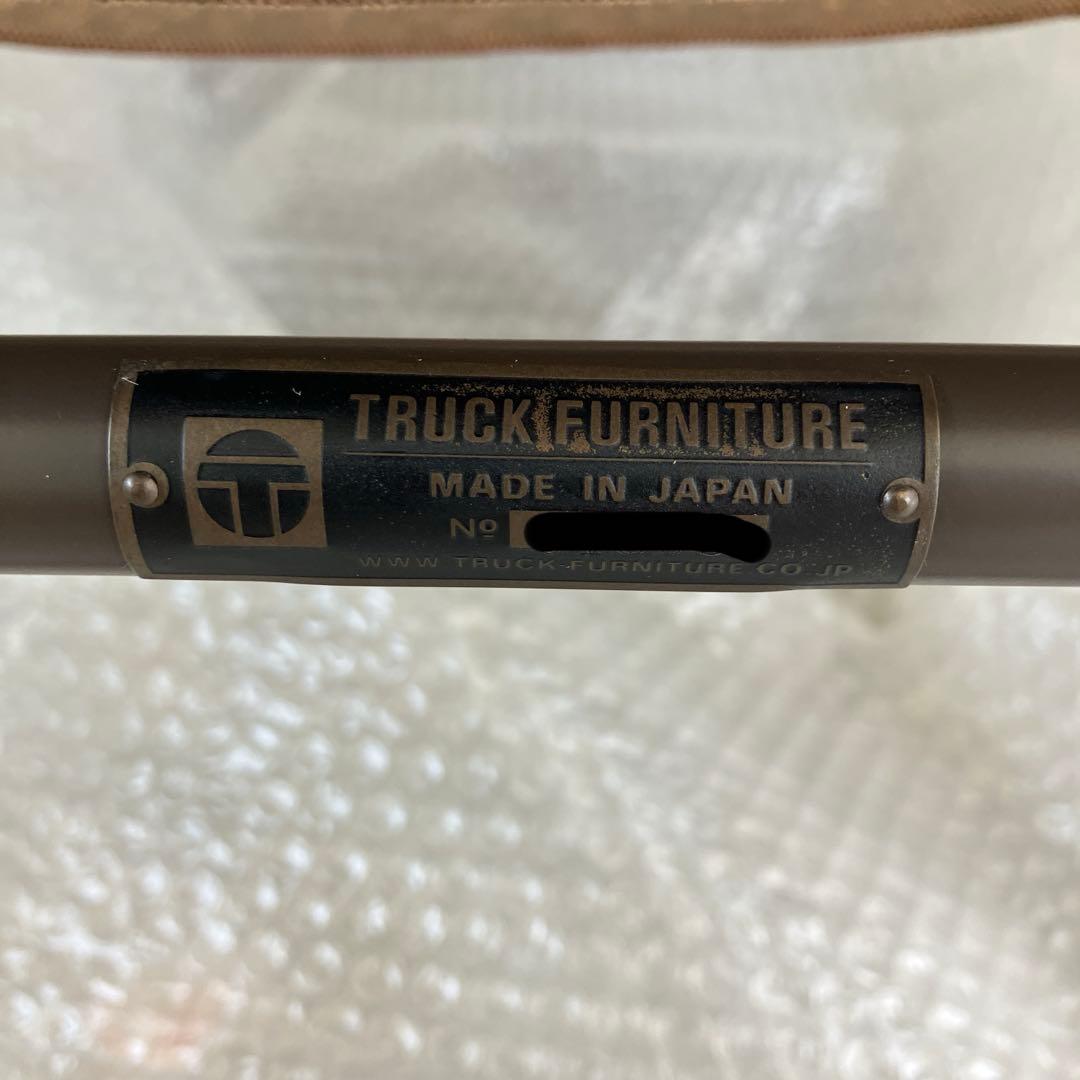 TRUCK FURNITURE
MADE IN JAPAN
Nº
WWW TRUCK-FURNITURE CO JP